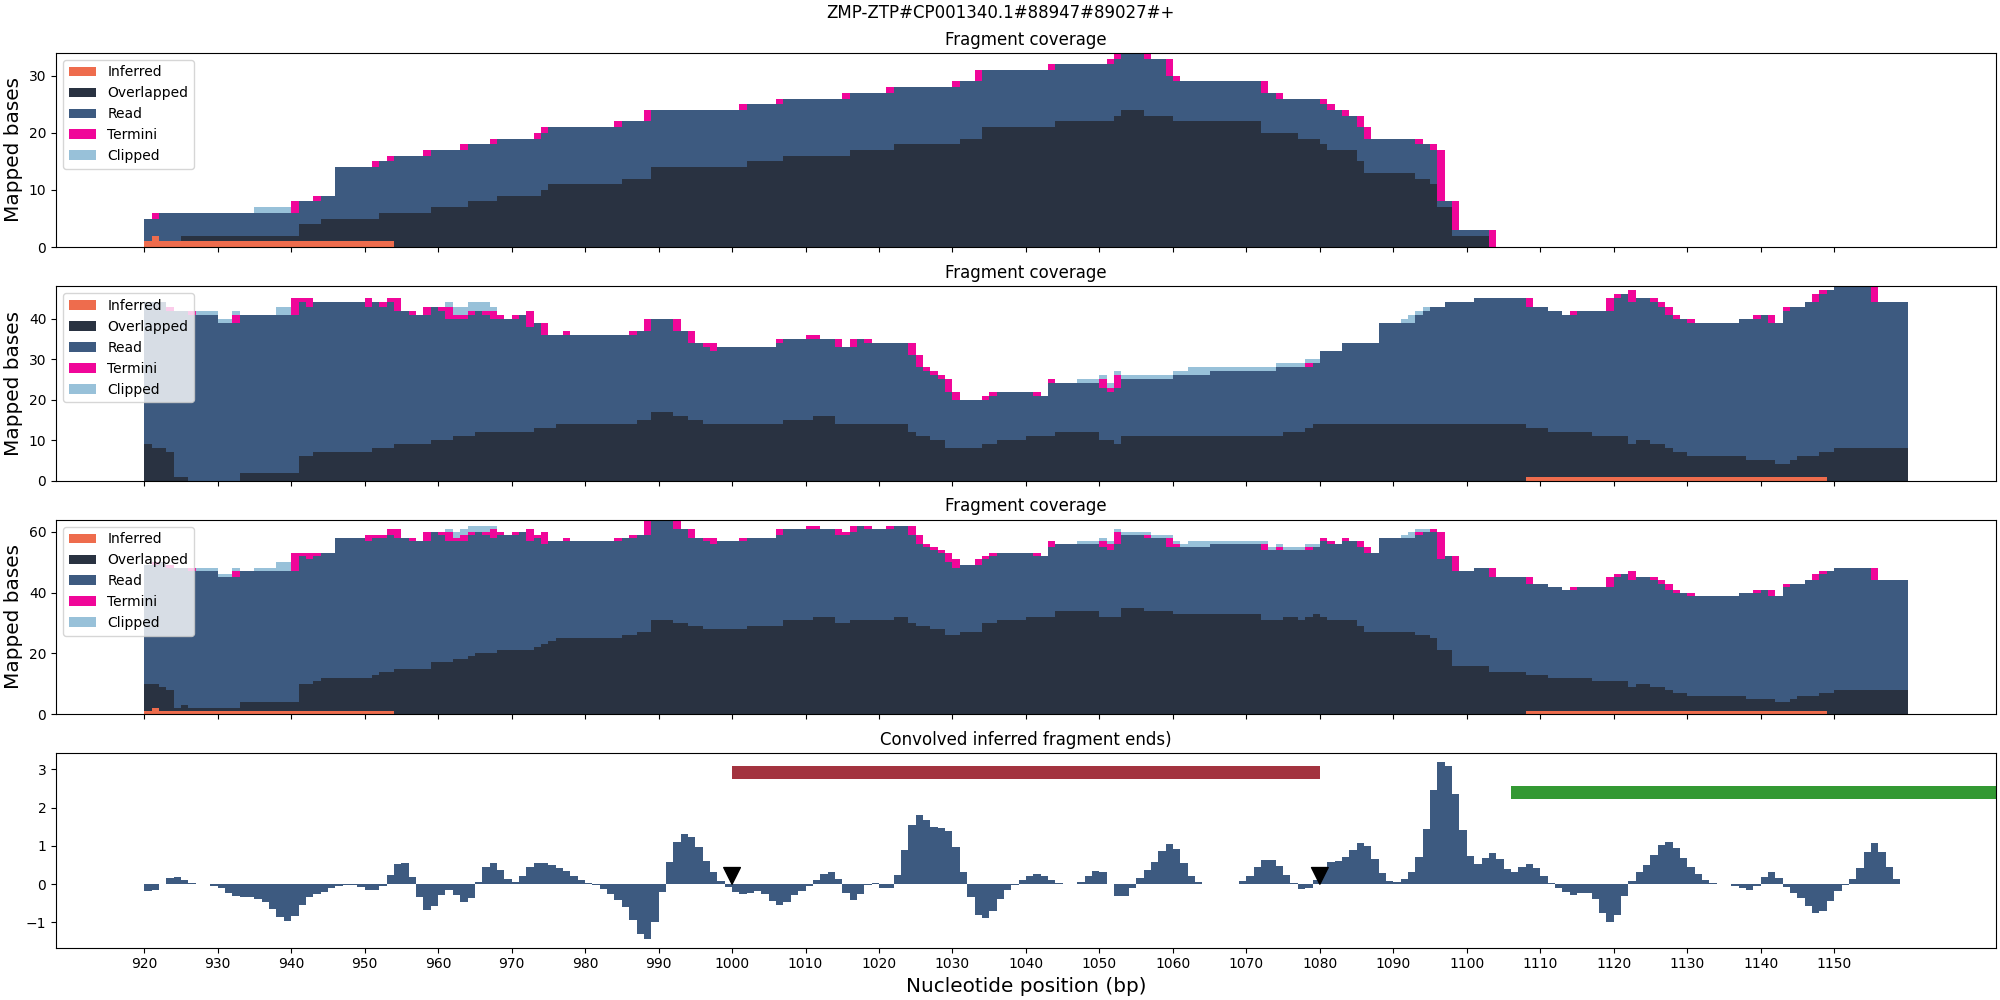 ZMP-ZTP#CP001340.1#88947#89027#+
Fragment coverage
Mapped bases
30
20
10
0
Inferred
Overlapped
Read
Termini
Clipped
Fragment coverage
Mapped bases
40
30
20
10
0
Inferred
Overlapped
Read
Termini
Clipped
Fragment coverage
Mapped bases
60
40
20
0
Inferred
Overlapped
Read
Termini
Clipped
Convolved inferred fragment ends)
3
2
1
0
−1
920 930 940 950 960 970 980 990 1000 1010 1020 1030 1040 1050 1060 1070 1080 1090 1100 1110 1120 1130 1140 1150
Nucleotide position (bp)